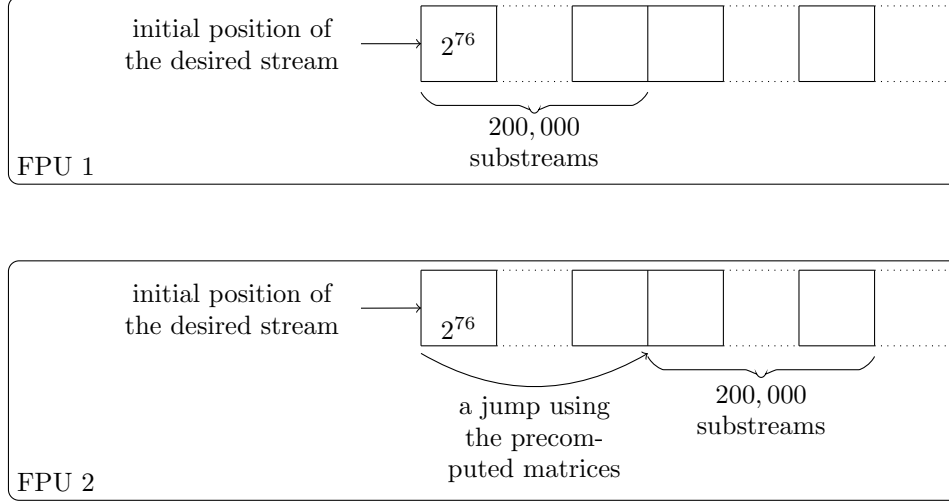 initial position of
the desired stream
2^76
200, 000
substreams
FPU 1
initial position of
the desired stream
2^76
a jump using
the precom-
puted matrices
200, 000
substreams
FPU 2